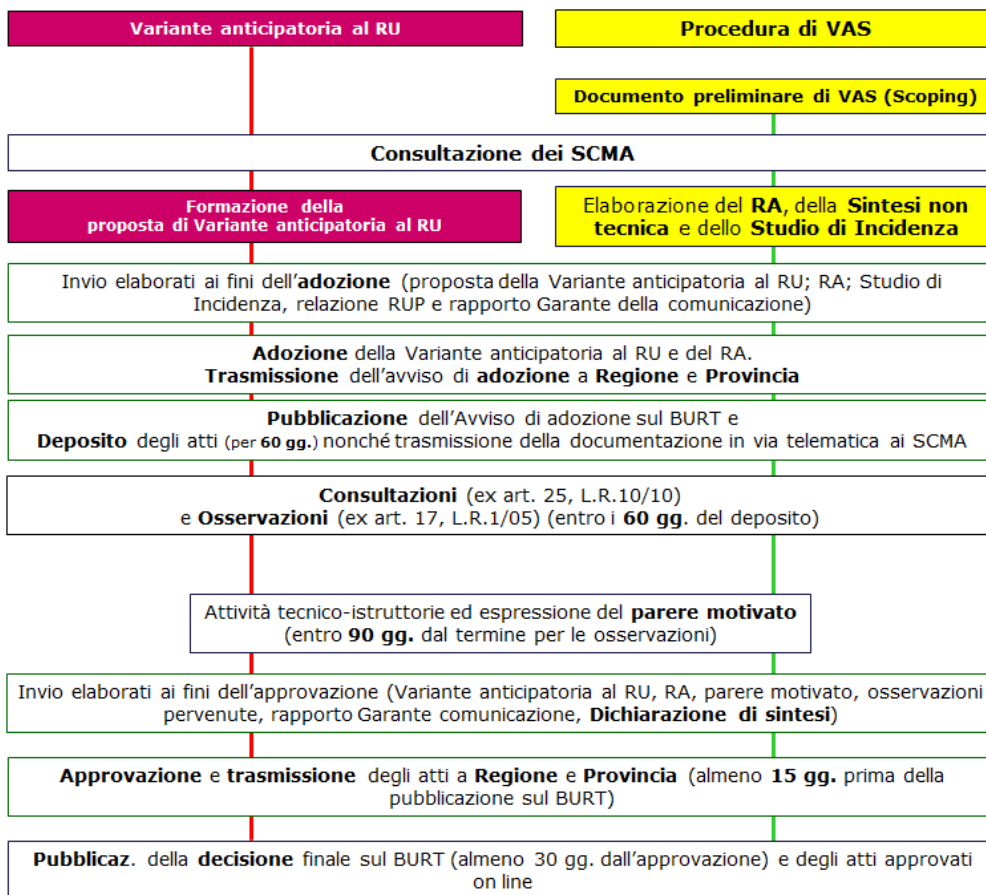 Variante anticipatoria al RU
Procedura di VAS
Documento preliminare di VAS (Scoping)
Consultazione dei SCMA
Formazione della
proposta di Variante anticipatoria al RU
Elaborazione del RA, della Sintesi non
tecnica e dello Studio di Incidenza
Invio elaborati ai fini dell'adozione (proposta della Variante anticipatoria al RU; RA; Studio di
Incidenza, relazione RUP e rapporto Garante della comunicazione)
Adozione della Variante anticipatoria al RU e del RA.
Trasmissione dell'avviso di adozione a Regione e Provincia
Pubblicazione dell'Avviso di adozione sul BURT e
Deposito degli atti (per 60 gg.) nonché trasmissione della documentazione in via telematica ai SCMA
Consultazioni (ex art. 25, L.R.10/10)
e Osservazioni (ex art. 17, L.R.1/05) (entro i 60 gg. del deposito)
Attività tecnico-istruttorie ed espressione del parere motivato
(entro 90 gg. dal termine per le osservazioni)
Invio elaborati ai fini dell'approvazione (Variante anticipatoria al RU, RA, parere motivato, osservazioni
pervenute, rapporto Garante comunicazione, Dichiarazione di sintesi)
Approvazione e trasmissione degli atti a Regione e Provincia (almeno 15 gg. prima della
pubblicazione sul BURT)
Pubblicaz. della decisione finale sul BURT (almeno 30 gg. dall'approvazione) e degli atti approvati
on line